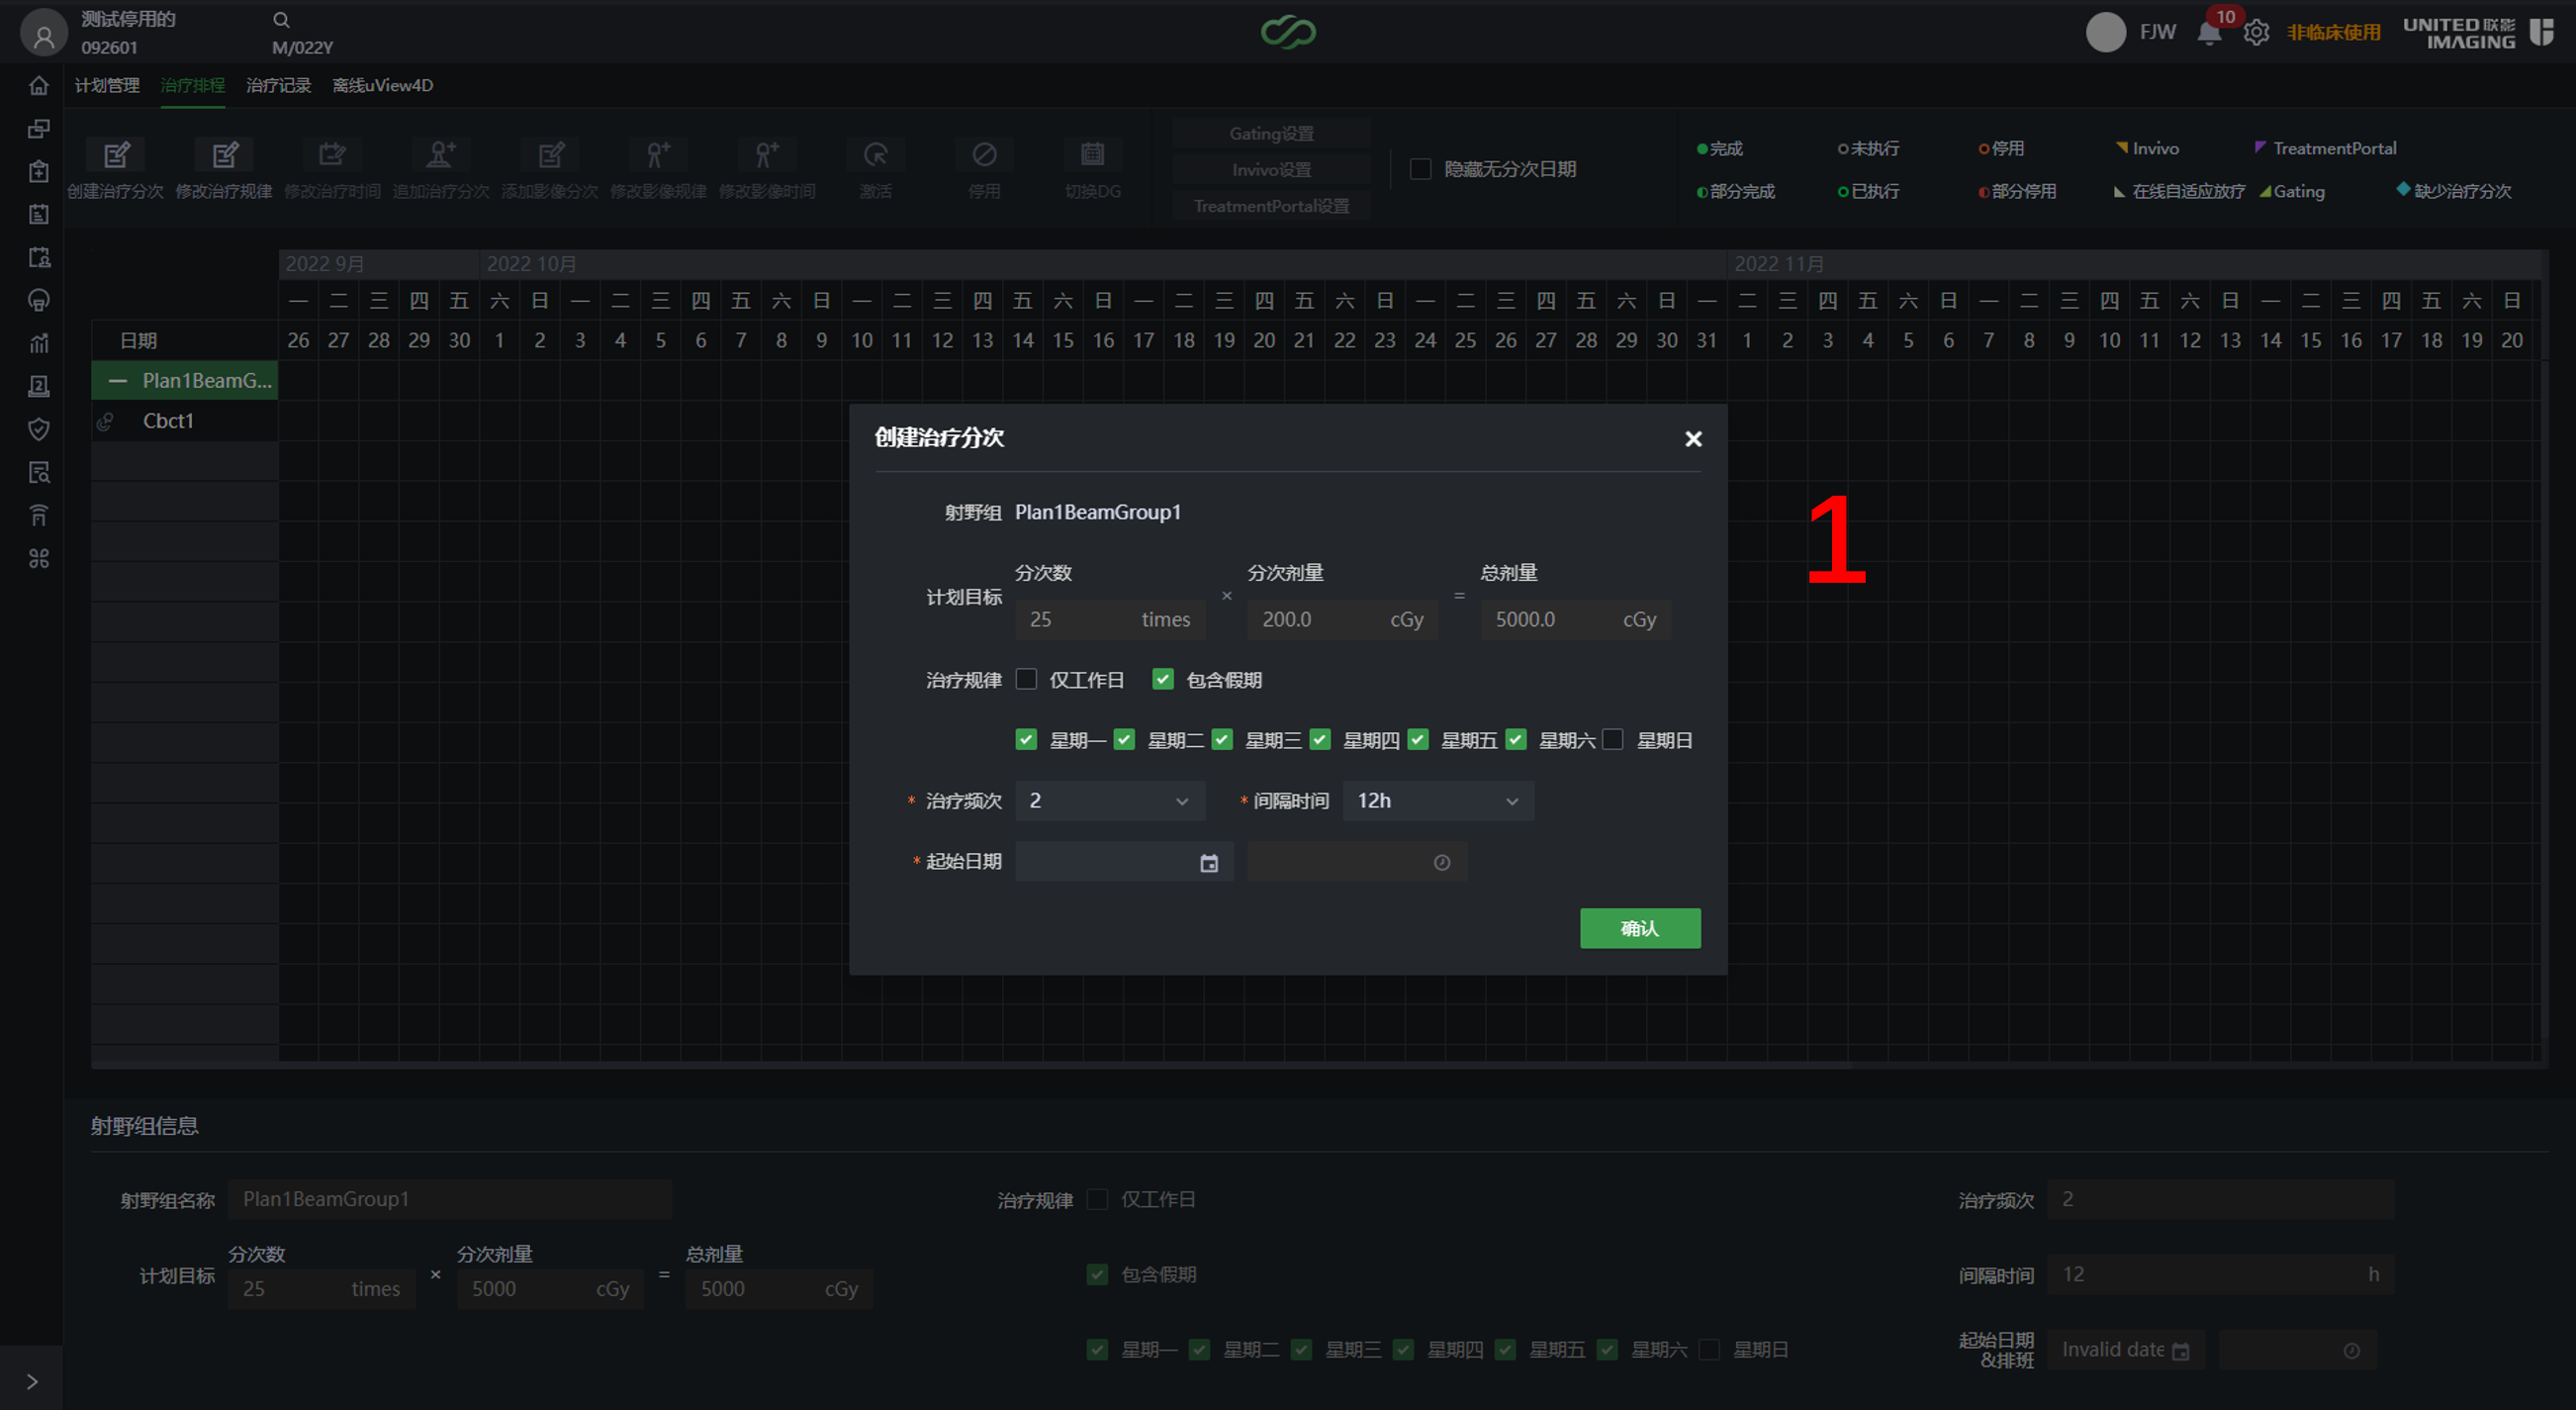 测试停用的
092601
M/022Y
FJW
10
非临床使用
UNITED 联影
IMAGING
计划管理 治疗排程 治疗记录 离线uView4D
创建治疗分次 修改治疗规律 修改治疗时间 追加治疗分次 添加影像分次 修改影像规律 修改影像时间 激活 停用 切换DG
Gating设置
Invivo设置
TreatmentPortal设置
隐藏无分次日期
完成 未执行 停用 Invivo TreatmentPortal
部分完成 已执行 部分停用 在线自适应放疗 Gating 缺少治疗分次
2022 9月 2022 10月 2022 11月
一 二 三 四 五 六 日 一 二 三 四 五 六 日 一 二 三 四 五 六 日 一 二 三 四 五 六 日 一 二 三 四 五 六 日 一 二 三 四 五 六 日 一 二 三 四 五 六 日 一 二 三 四 五 六 日
日期 26 27 28 29 30 1 2 3 4 5 6 7 8 9 10 11 12 13 14 15 16 17 18 19 20 21 22 23 24 25 26 27 28 29 30 31 1 2 3 4 5 6 7 8 9 10 11 12 13 14 15 16 17 18 19 20
Plan1BeamG...
Cbct1
创建治疗分次
射野组 Plan1BeamGroup1
分次数 分次剂量 总剂量
计划目标 25 times × 200.0 cGy = 5000.0 cGy
治疗规律 仅工作日 包含假期
星期一 星期二 星期三 星期四 星期五 星期六 星期日
* 治疗频次 2 * 间隔时间 12h
* 起始日期
确认
1
射野组信息
射野组名称 Plan1BeamGroup1 治疗规律 仅工作日 治疗频次 2
分次数 分次剂量 总剂量
计划目标 25 times × 5000 cGy = 5000 cGy 包含假期 间隔时间 12 h
星期一 星期二 星期三 星期四 星期五 星期六 星期日
起始日期
&排班 Invalid date